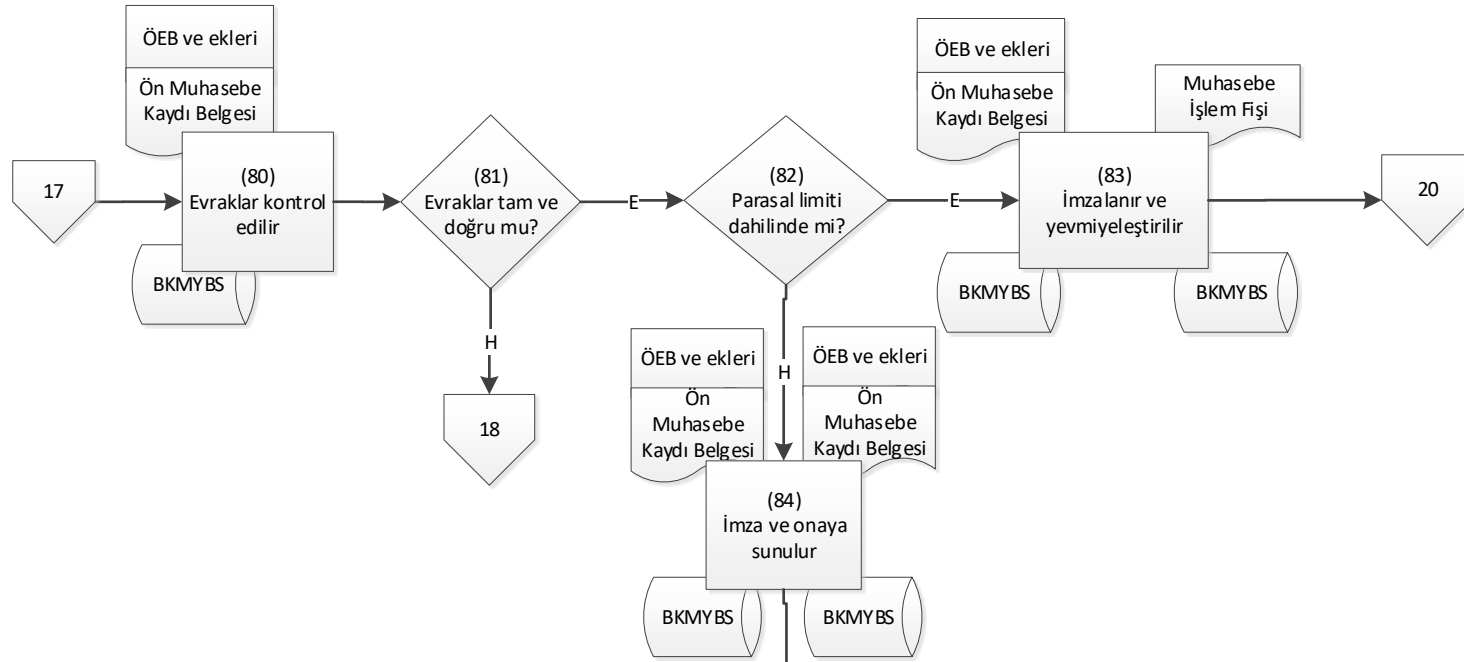 ÖEB ve ekleri
Ön Muhasebe
Kaydı Belgesi
17
(80)
Evraklar kontrol
edilir
BKMYBS
(81)
Evraklar tam ve
doğru mu?
E
H
18
(82)
Parasal limiti
dahilinde mi?
E
H
ÖEB ve ekleri
Ön Muhasebe
Kaydı Belgesi
Muhasebe
İşlem Fişi
(83)
İmzalanır ve
yevmiyeleştirilir
BKMYBS
BKMYBS
20
ÖEB ve ekleri
Ön
Muhasebe
Kaydı Belgesi
ÖEB ve ekleri
Ön
Muhasebe
Kaydı Belgesi
(84)
İmza ve onaya
sunulur
BKMYBS
BKMYBS